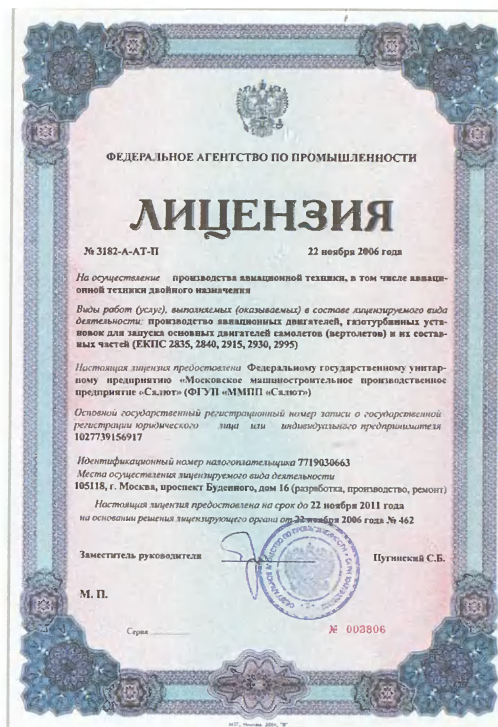 ФЕДЕРАЛЬНОЕ АГЕНТСТВО ПО ПРОМЫШЛЕННОСТИ
ЛИЦЕНЗИЯ
№ 3182-А-АТ-П 22 ноября 2006 года
На осуществление производства авиационной техники, в том числе авиаци-
онной техники двойного назначения
Виды работ (услуг), выполняемых (оказываемых) в составе лицензируемого вида
деятельности: производство авиационных двигателей, газотурбинных уста-
новок для запуска основных двигателей самолетов (вертолетов) и их состав-
ных частей (ЕКПС 2835, 2840, 2915, 2930, 2995)
Настоящая лицензия предоставлена Федеральному государственному унитар-
ному предприятию «Московское машиностроительное производственное
предприятие «Салют» (ФГУП «ММПП «Салют»)
Основной государственный регистрационный номер записи о государственной
регистрации юридического лица или индивидуального предпринимателя
1027739156917
Идентификационный номер налогоплательщика 7719030663
Места осуществления лицензируемого вида деятельности
105118, г. Москва, проспект Буденного, дом 16 (разработка, производство, ремонт)
Настоящая лицензия предоставлена на срок до 22 ноября 2011 года
на основании решения лицензирующего органа от 22 ноября 2006 года № 462
Заместитель руководителя Пугинский С.Б.
М. П.
Серия № 003806